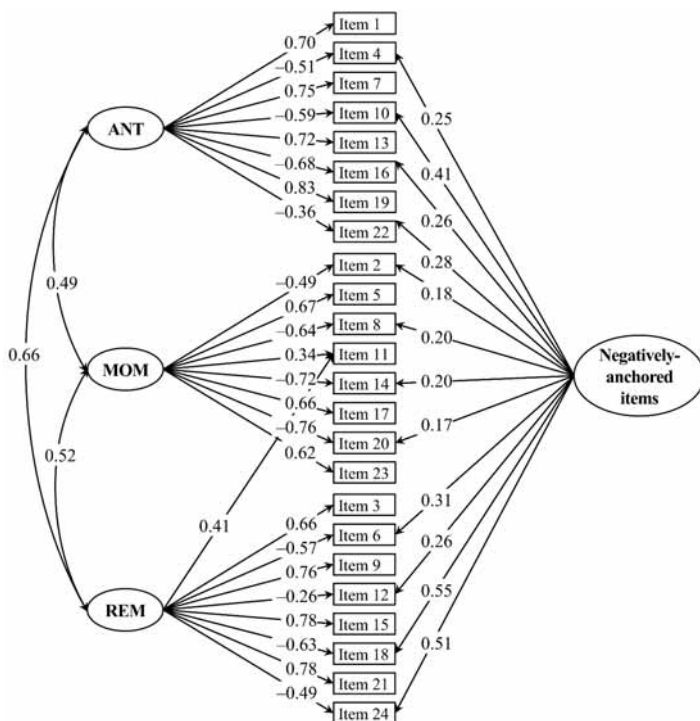 Item 1
0.70
Item 4
–0.51
Item 7
0.75
Item 10
–0.59
0.25
ANT
Item 13
0.72
0.41
Item 16
–0.68
Item 19
0.83
0.26
Item 22
–0.36
0.28
Item 2
–0.49
0.18
0.49
Item 5
0.67
Item 8
–0.64
0.20
0.66
Item 11
0.34
MOM
Item 14
–0.72
0.20
Negatively-
anchored
items
Item 17
0.66
Item 20
–0.76
0.17
0.52
Item 23
0.62
Item 3
0.66
0.31
0.41
Item 6
–0.57
Item 9
0.76
0.26
Item 12
–0.26
0.55
REM
Item 15
0.78
Item 18
–0.63
0.51
Item 21
0.78
Item 24
–0.49